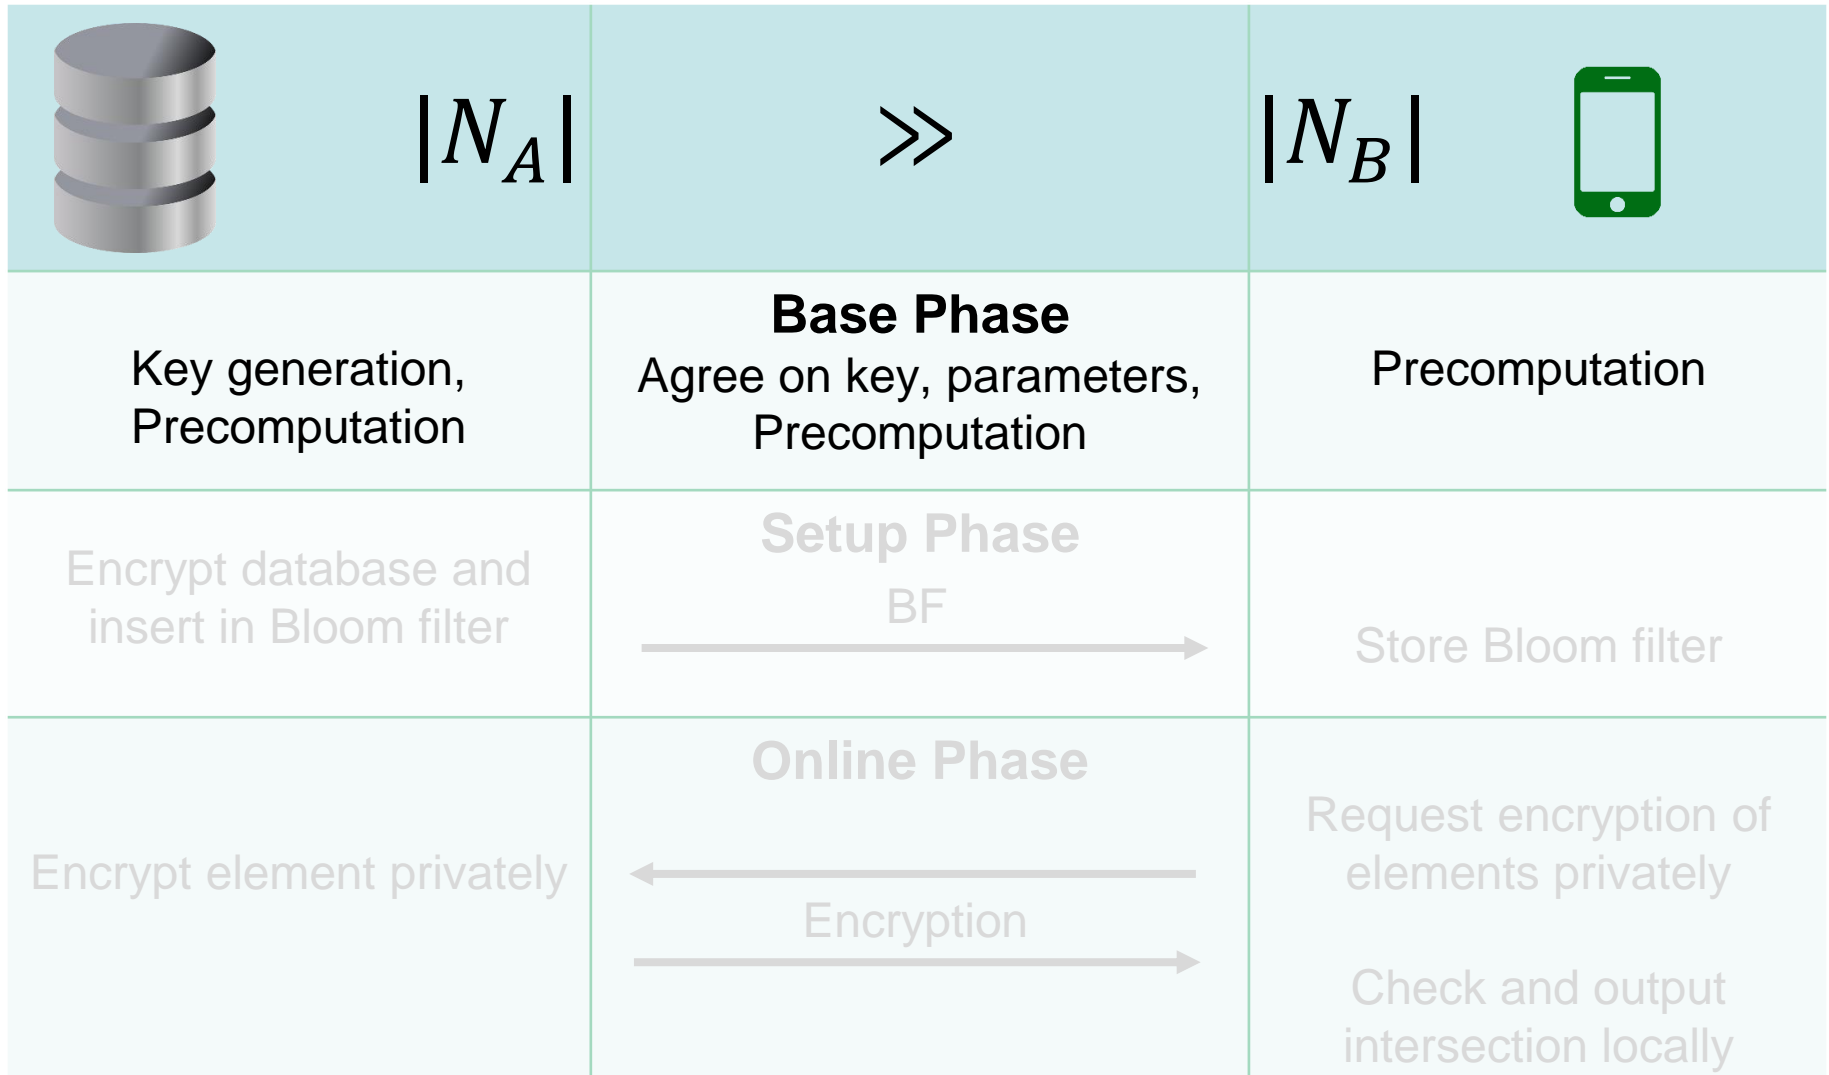 |N_A|
≫
|N_B|
Key generation,
Precomputation
Base Phase
Agree on key, parameters,
Precomputation
Precomputation
Encrypt database and
insert in Bloom filter
Setup Phase
BF
Store Bloom filter
Encrypt element privately
Online Phase
Encryption
Request encryption of
elements privately
Check and output
intersection locally